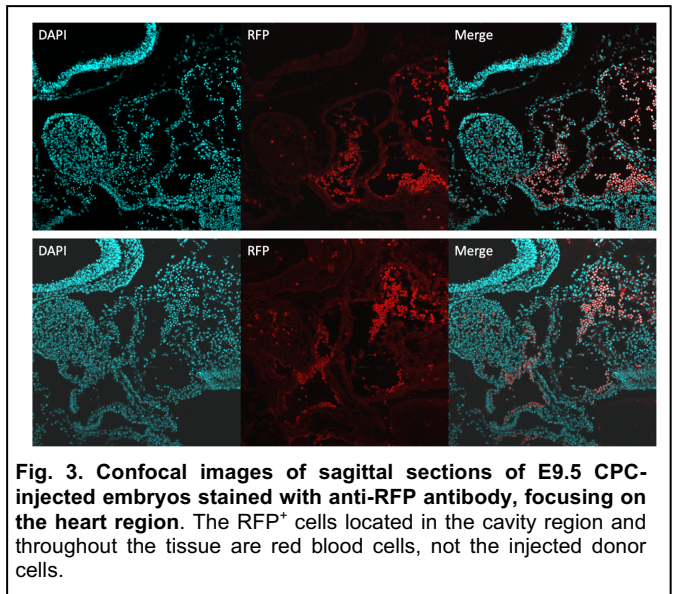 DAPI RFP Merge
DAPI RFP Merge
Fig. 3. Confocal images of sagittal sections of E9.5 CPC-
injected embryos stained with anti-RFP antibody, focusing on
the heart region. The RFP⁺ cells located in the cavity region and
throughout the tissue are red blood cells, not the injected donor
cells.